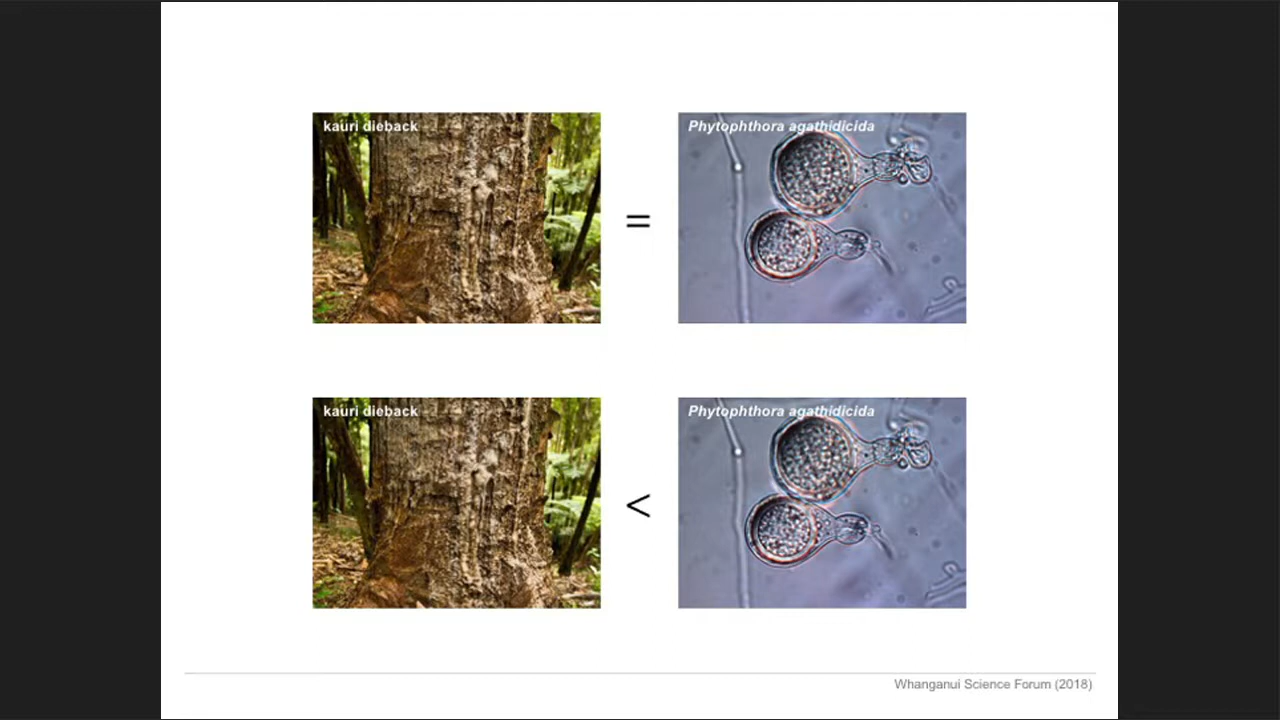 kauri dieback
Phytophthora agathidicida
=
kauri dieback
Phytophthora agathidicida
<
Whanganui Science Forum (2018)